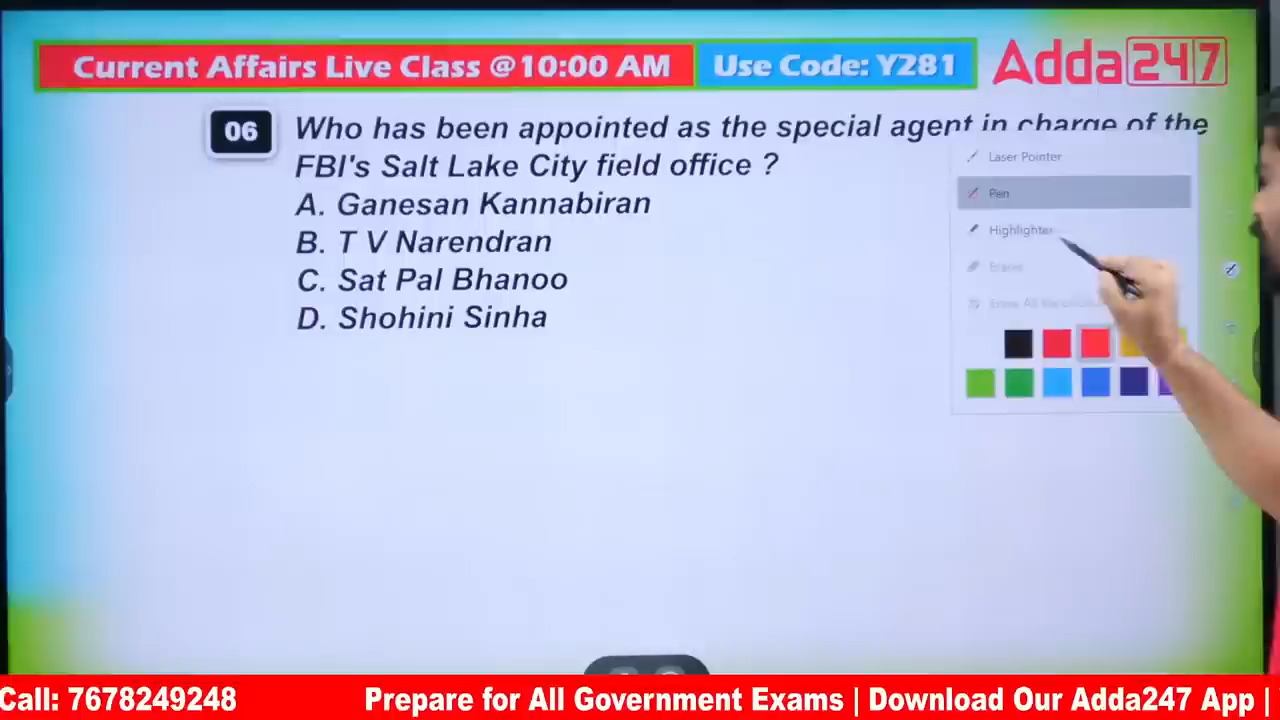 Current Affairs Live Class @10:00 AM
Use Code: Y281
Adda247
06
Who has been appointed as the special agent in charge of the
FBI's Salt Lake City field office ?
A. Ganesan Kannabiran
B. T V Narendran
C. Sat Pal Bhanoo
D. Shohini Sinha
Laser Pointer
Pen
Highlighter
Eraser
Erase All
Call: 7678249248
Prepare for All Government Exams | Download Our Adda247 App |